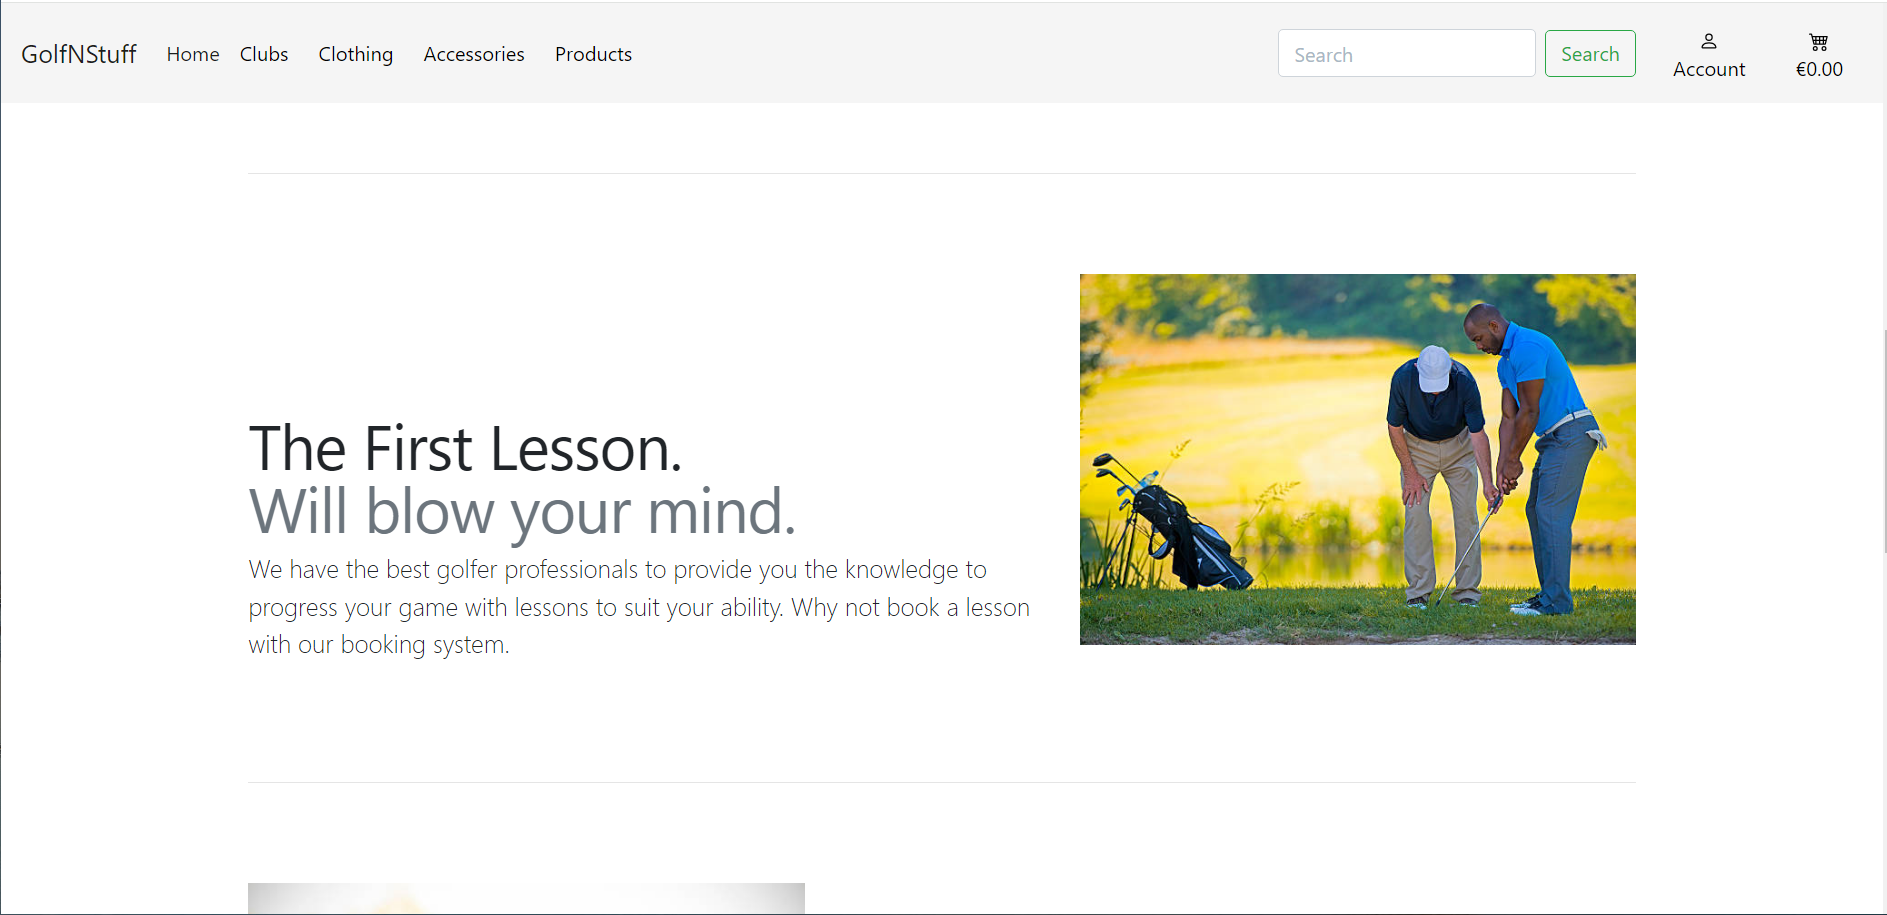 GolfNStuff Home Clubs Clothing Accessories Products Search Search Account €0.00
The First Lesson.
Will blow your mind.
We have the best golfer professionals to provide you the knowledge to
progress your game with lessons to suit your ability. Why not book a lesson
with our booking system.